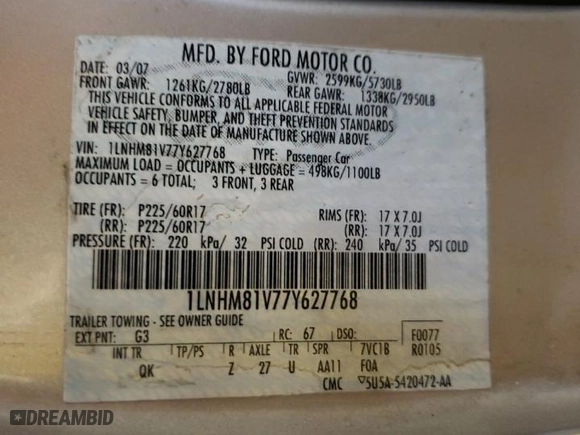 MFD. BY FORD MOTOR CO.
DATE: 03/07 GVWR: 2599KG/5730LB
FRONT GAWR: 1261KG/2780LB REAR GAWR: 1338KG/2950LB
THIS VEHICLE CONFORMS TO ALL APPLICABLE FEDERAL MOTOR
VEHICLE SAFETY, BUMPER, AND THEFT PREVENTION STANDARDS
IN EFFECT ON THE DATE OF MANUFACTURE SHOWN ABOVE.
VIN: 1LNHM81V77Y627768 TYPE: Passenger Car
MAXIMUM LOAD = OCCUPANTS + LUGGAGE = 498KG/1100LB
OCCUPANTS = 6 TOTAL; 3 FRONT, 3 REAR
TIRE (FR): P225/60R17 RIMS (FR): 17 X 7.0J
(RR): P225/60R17 (RR): 17 X 7.0J
PRESSURE (FR): 220 kPa/ 32 PSI COLD (RR): 240 kPa/ 35 PSI COLD
1LNHM81V77Y627768
TRAILER TOWING - SEE OWNER GUIDE
EXT PNT: G3 RC: 67 DSO: F0077
INT TR TP/PS R AXLE TR SPR 7VC1B R0105
QK Z 27 U AA11 F0A
CMC ▽5U5A-5420472-AA
DREAMBID